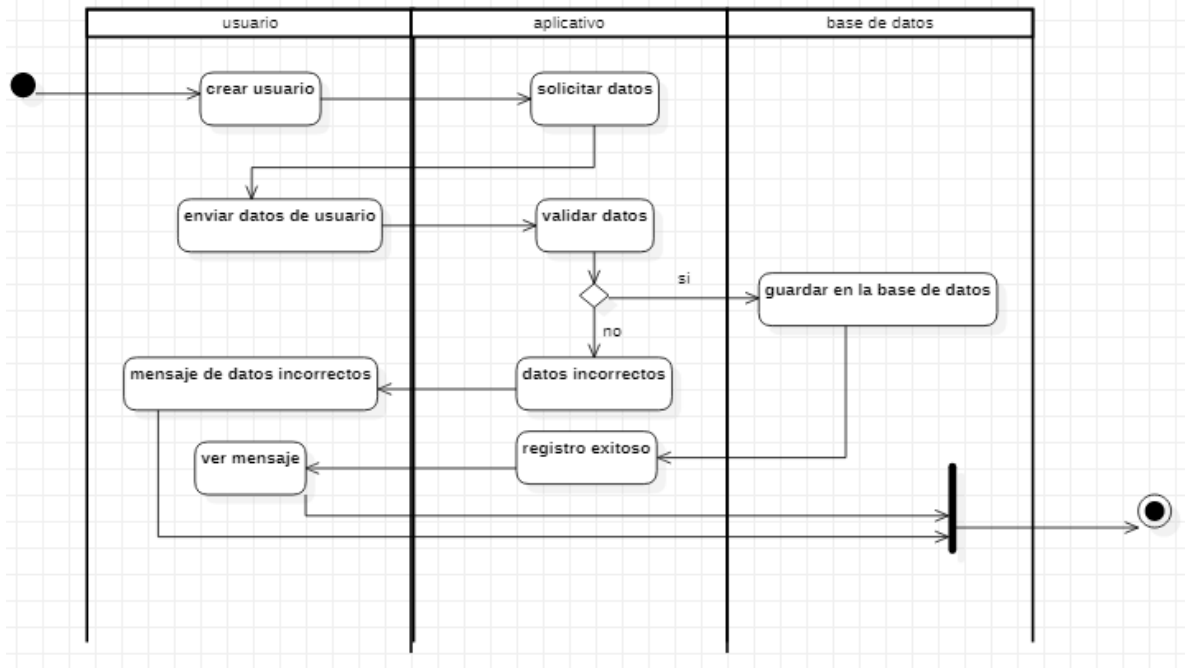 usuario
aplicativo
base de datos
crear usuario
solicitar datos
enviar datos de usuario
validar datos
si
guardar en la base de datos
no
mensaje de datos incorrectos
datos incorrectos
registro exitoso
ver mensaje